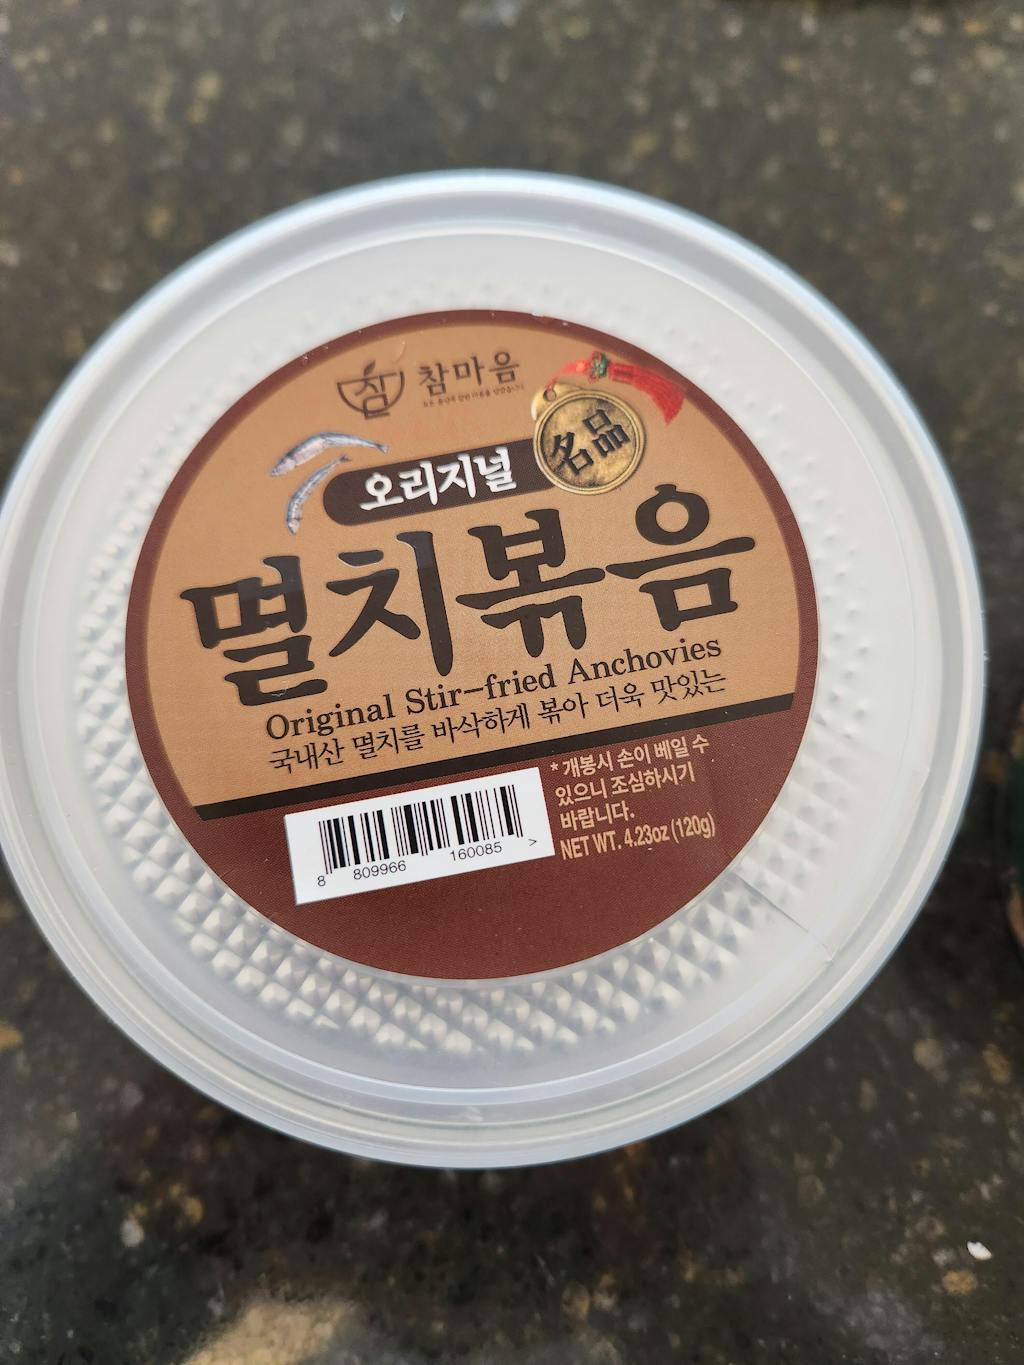 참
참마음
오리지널
名品
멸치볶음
Original Stir-fried Anchovies
국내산 멸치를 바삭하게 볶아 더욱 맛있는
* 개봉시 손이 베일 수
있으니 조심하시기
바랍니다.
NET WT. 4.23oz (120g)
8 809966 160085 >